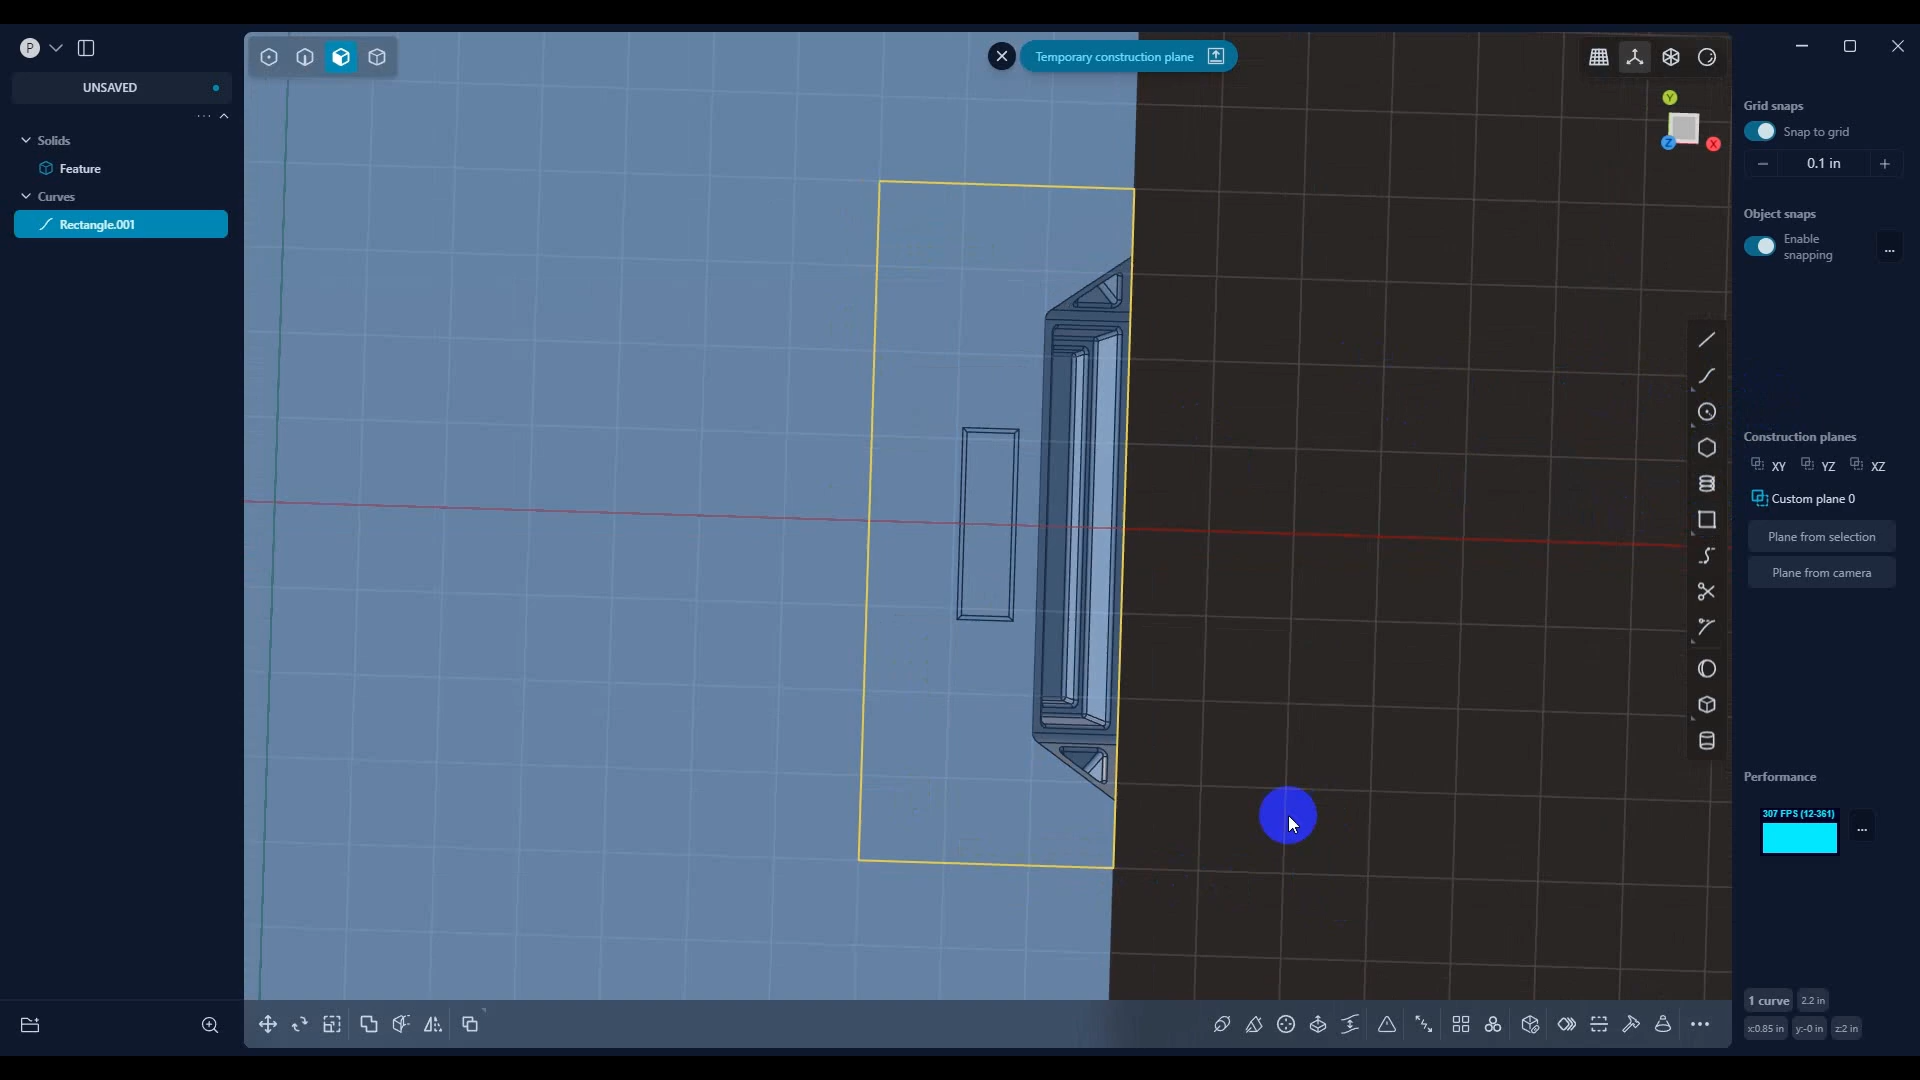 P
UNSAVED
Solids
Feature
Curves
Rectangle.001
Temporary construction plane
Y
Z
X
Grid snaps
Snap to grid
0.1 in
Object snaps
Enable
snapping
Construction planes
XY YZ XZ
Custom plane 0
Plane from selection
Plane from camera
Performance
307 FPS (12-361)
1 curve 2.2 in
x:0.85 in y:-0 in z:2 in